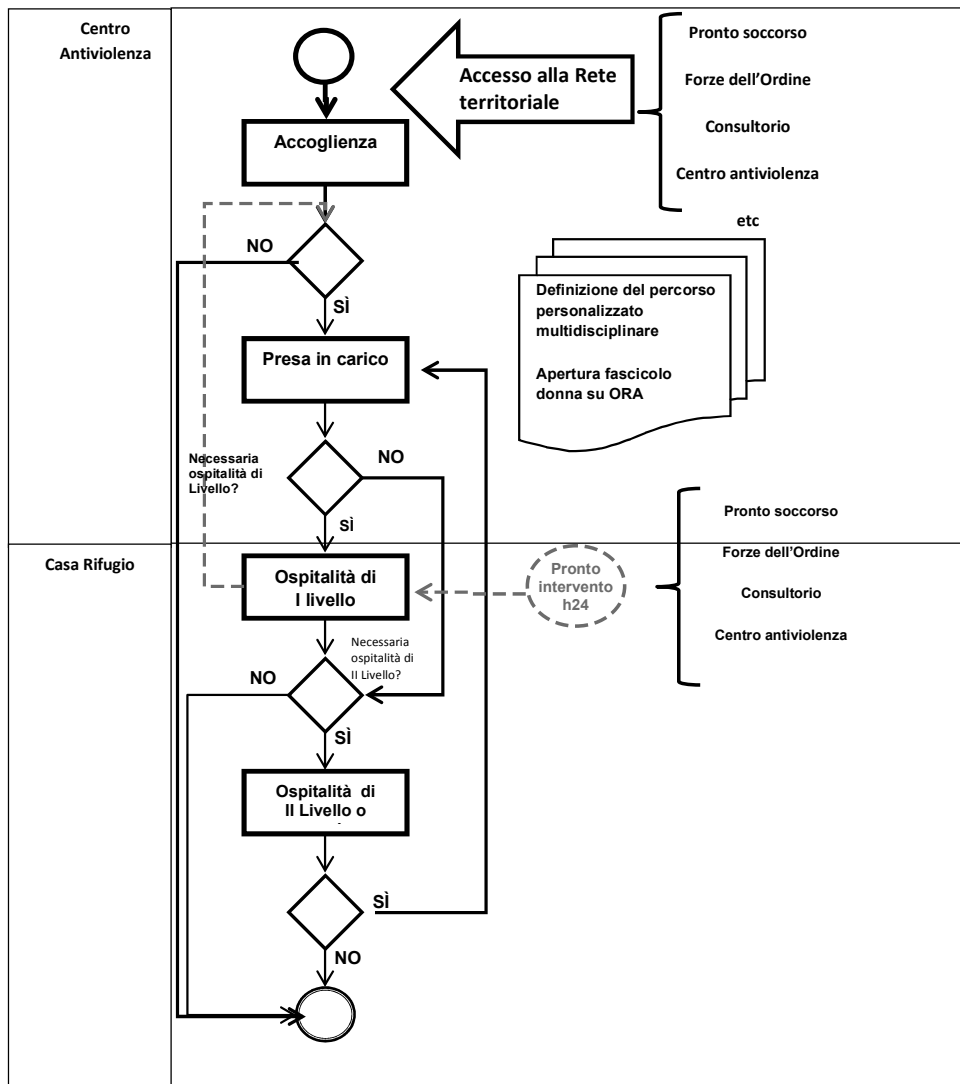 Centro
Antiviolenza
Pronto soccorso
Accesso alla Rete
territoriale
Forze dell'Ordine
Consultorio
Accoglienza
Centro antiviolenza
etc
NO
SÌ
Definizione del percorso
personalizzato
multidisciplinare
Apertura fascicolo
donna su ORA
Presa in carico
Necessaria
ospitalità di
Livello?
NO
SÌ
Pronto soccorso
Casa Rifugio
Forze dell'Ordine
Ospitalità di
I livello
Pronto
intervento
h24
Consultorio
Centro antiviolenza
Necessaria
ospitalità di
II Livello?
NO
SÌ
Ospitalità di
II Livello o
SÌ
NO